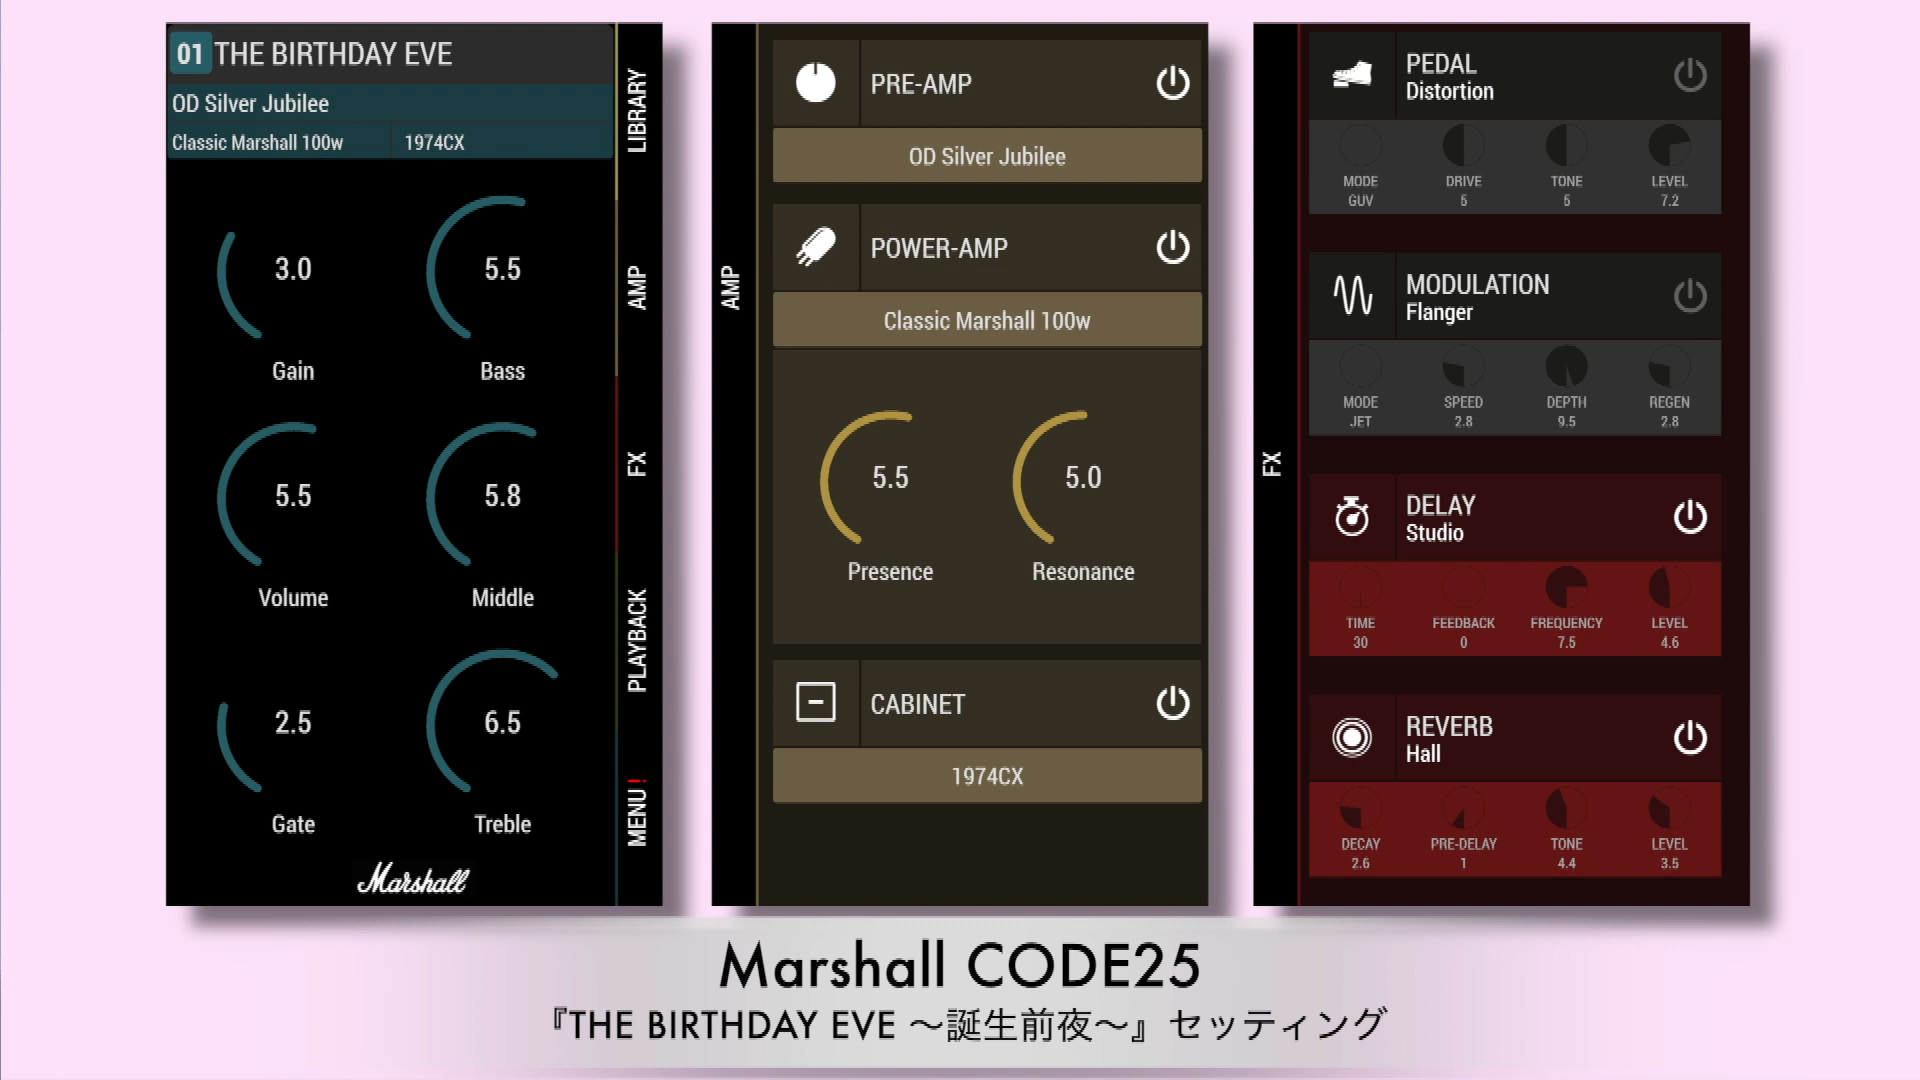 01 THE BIRTHDAY EVE
OD Silver Jubilee
Classic Marshall 100w 1974CX
3.0 5.5
Gain Bass
5.5 5.8
Volume Middle
2.5 6.5
Gate Treble
Marshall
LIBRARY
AMP
FX
PLAYBACK
MENU !
AMP
PRE-AMP
OD Silver Jubilee
POWER-AMP
Classic Marshall 100w
5.5 5.0
Presence Resonance
CABINET
1974CX
FX
PEDAL
Distortion
MODE DRIVE TONE LEVEL
GUV 5 5 7.2
MODULATION
Flanger
MODE SPEED DEPTH REGEN
JET 2.8 9.5 2.8
DELAY
Studio
TIME FEEDBACK FREQUENCY LEVEL
30 0 7.5 4.6
REVERB
Hall
DECAY PRE-DELAY TONE LEVEL
2.6 1 4.4 3.5
Marshall CODE25
『THE BIRTHDAY EVE 〜誕生前夜〜』セッティング